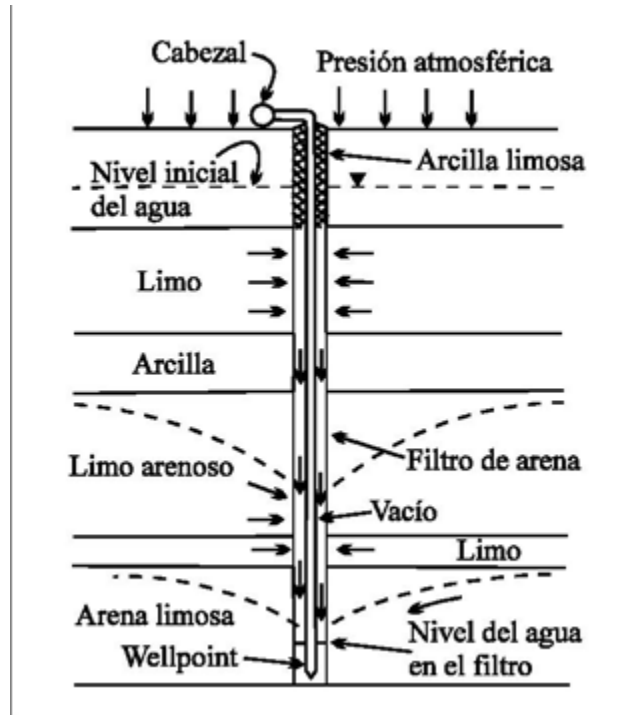 Cabezal
Presión atmosférica
Nivel inicial
del agua
Arcilla limosa
Limo
Arcilla
Limo arenoso
Filtro de arena
Vacío
Limo
Arena limosa
Nivel del agua
en el filtro
Wellpoint